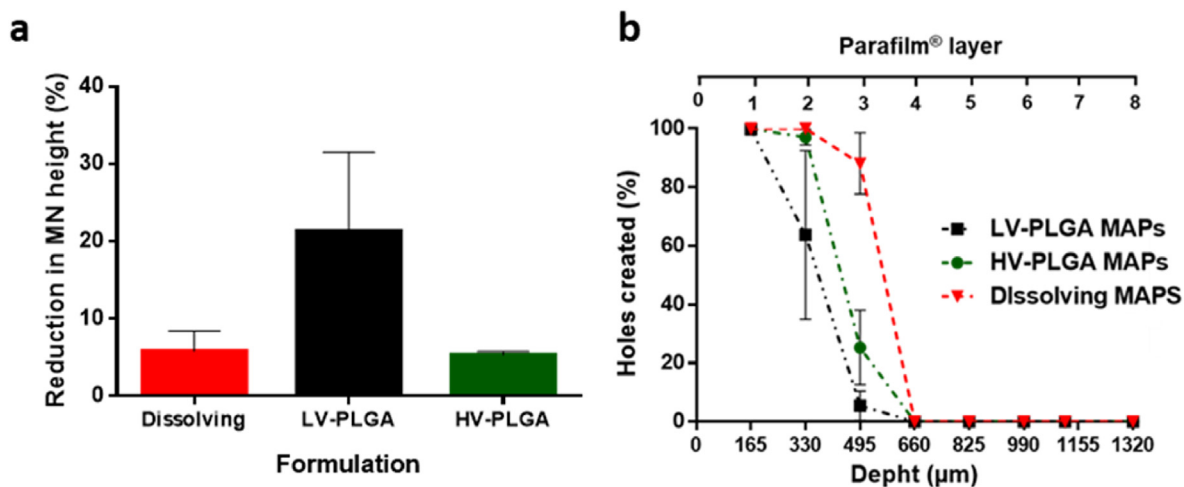 a
Reduction in MN height (%)
40
30
20
10
0
Dissolving LV-PLGA HV-PLGA
Formulation
b
Parafilm® layer
0 1 2 3 4 5 6 7 8
Holes created (%)
100
80
60
40
20
0
LV-PLGA MAPs
HV-PLGA MAPs
DIssolving MAPS
0 165 330 495 660 825 990 1155 1320
Depht (µm)